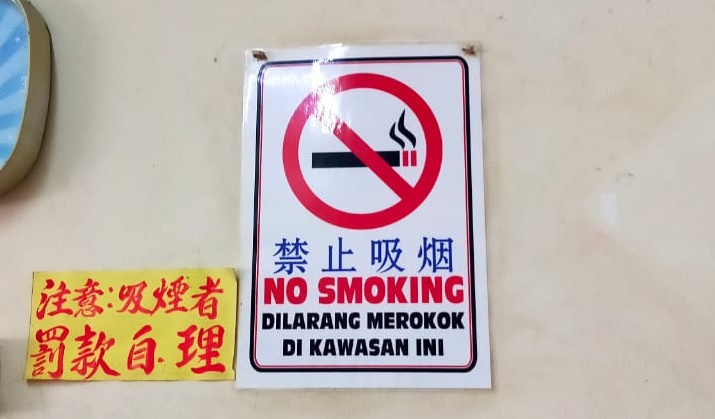 注意:吸煙者
罰款自.理
禁止吸烟
NO SMOKING
DILARANG MEROKOK
DI KAWASAN INI